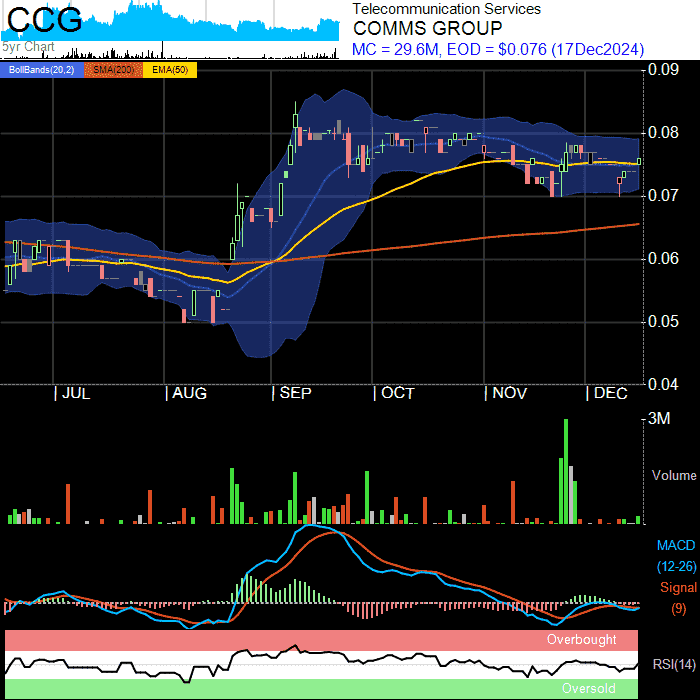 CCG
5yr Chart
Telecommunication Services
COMMS GROUP
MC = 29.6M, EOD = $0.076 (17Dec2024)
BollBands(20,2) SMA(200) EMA(50)
0.09
0.08
0.07
0.06
0.05
0.04
JUL AUG SEP OCT NOV DEC
3M
Volume
MACD
(12-26)
Signal
(9)
Overbought
RSI(14)
Oversold